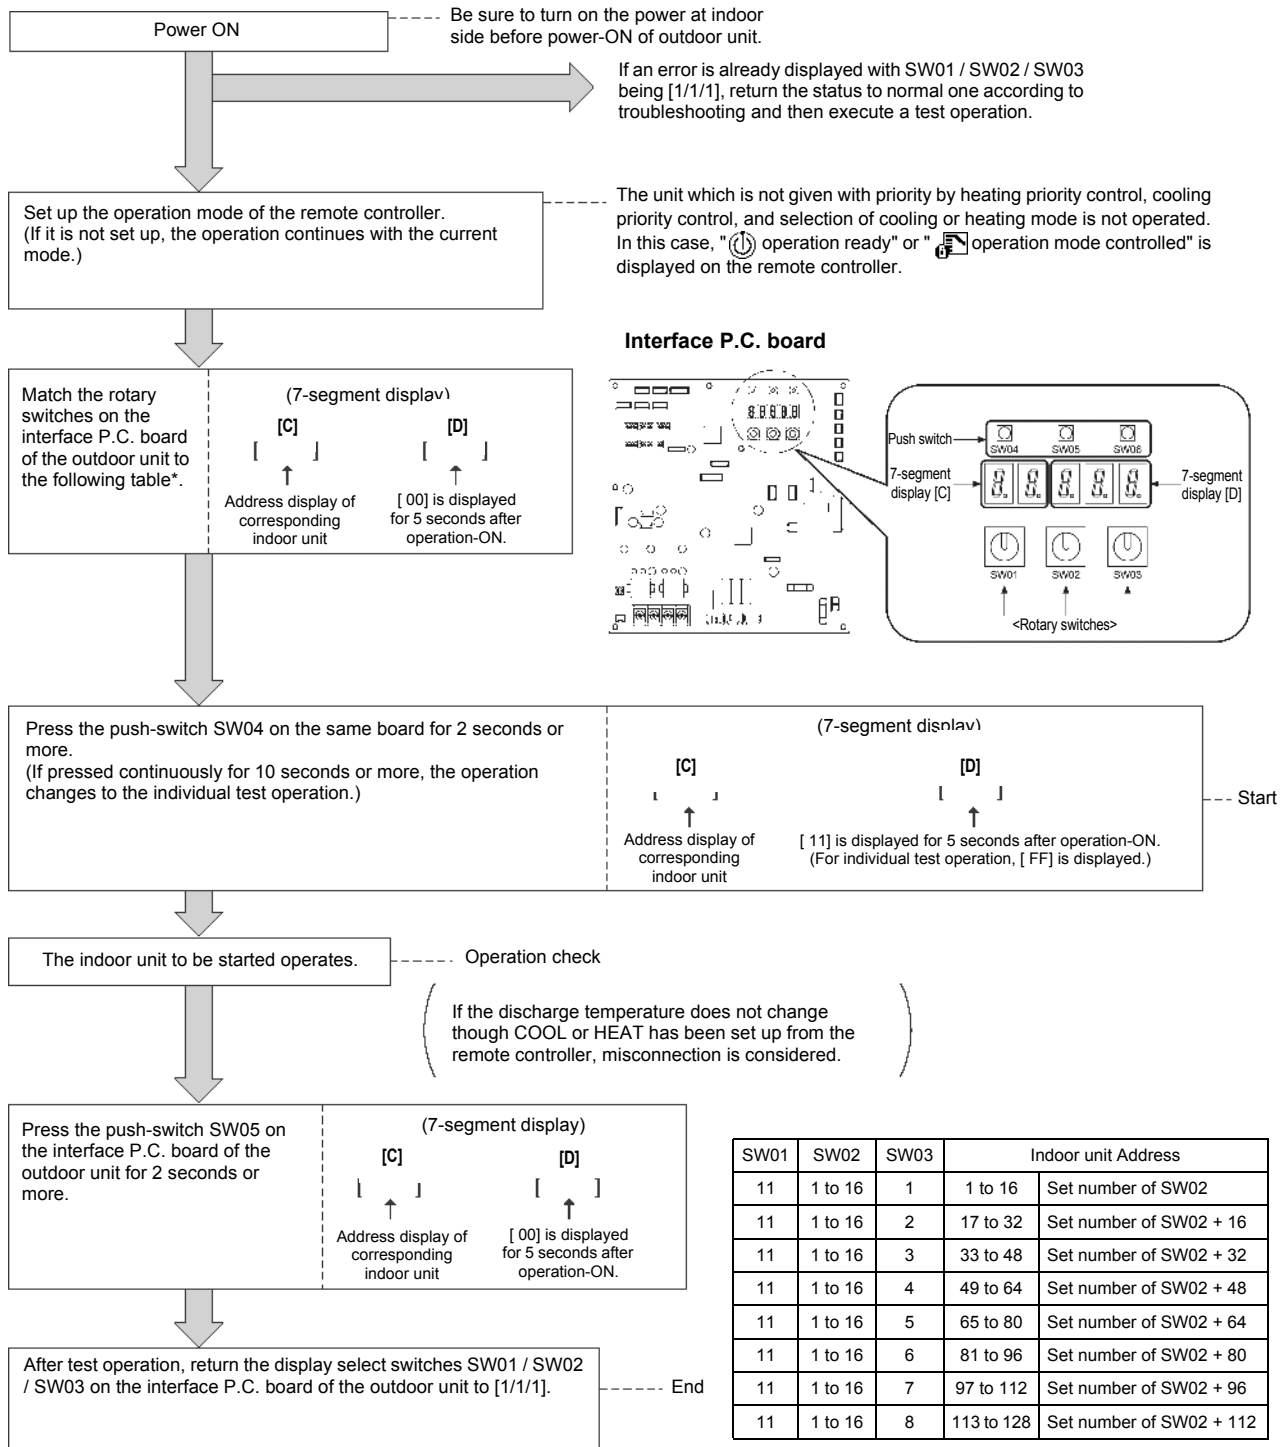 Power ON
Be sure to turn on the power at indoor
side before power-ON of outdoor unit.
If an error is already displayed with SW01 / SW02 / SW03
being [1/1/1], return the status to normal one according to
troubleshooting and then execute a test operation.
Set up the operation mode of the remote controller.
(If it is not set up, the operation continues with the current
mode.)
The unit which is not given with priority by heating priority control, cooling
priority control, and selection of cooling or heating mode is not operated.
In this case, " operation ready" or " operation mode controlled" is
displayed on the remote controller.
Match the rotary
switches on the
interface P.C. board
of the outdoor unit to
the following table*.
(7-segment display)
[C] [D]
[ ] [ ]
Address display of
corresponding
indoor unit
[ 00] is displayed
for 5 seconds after
operation-ON.
Interface P.C. board
Push switch
SW04 SW05 SW06
7-segment
display [C]
7-segment
display [D]
SW01 SW02 SW03
<Rotary switches>
Press the push-switch SW04 on the same board for 2 seconds or
more.
(If pressed continuously for 10 seconds or more, the operation
changes to the individual test operation.)
(7-segment display)
[C] [D]
[ ] [ ]
Address display of
corresponding
indoor unit
[ 11] is displayed for 5 seconds after operation-ON.
(For individual test operation, [ FF] is displayed.)
Start
The indoor unit to be started operates.
Operation check
If the discharge temperature does not change
though COOL or HEAT has been set up from the
remote controller, misconnection is considered.
Press the push-switch SW05 on
the interface P.C. board of the
outdoor unit for 2 seconds or
more.
(7-segment display)
[C] [D]
[ ] [ ]
Address display of
corresponding
indoor unit
[ 00] is displayed
for 5 seconds after
operation-ON.
After test operation, return the display select switches SW01 / SW02
/ SW03 on the interface P.C. board of the outdoor unit to [1/1/1].
End
SW01 SW02 SW03 Indoor unit Address
11 1 to 16 1 1 to 16 Set number of SW02
11 1 to 16 2 17 to 32 Set number of SW02 + 16
11 1 to 16 3 33 to 48 Set number of SW02 + 32
11 1 to 16 4 49 to 64 Set number of SW02 + 48
11 1 to 16 5 65 to 80 Set number of SW02 + 64
11 1 to 16 6 81 to 96 Set number of SW02 + 80
11 1 to 16 7 97 to 112 Set number of SW02 + 96
11 1 to 16 8 113 to 128 Set number of SW02 + 112